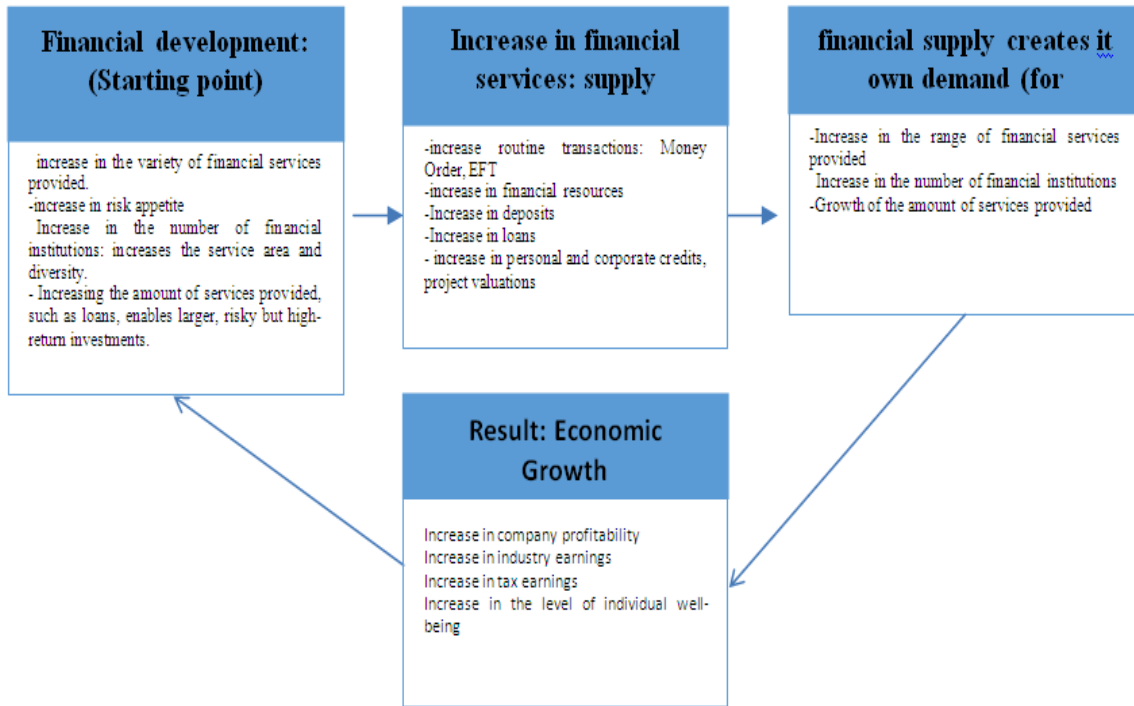 Financial development:
(Starting point)
increase in the variety of financial services
provided.
-increase in risk appetite
Increase in the number of financial
institutions: increases the service area and
diversity.
- Increasing the amount of services provided,
such as loans, enables larger, risky but high-
return investments.
Increase in financial
services: supply
-increase routine transactions: Money
Order, EFT
-increase in financial resources
-Increase in deposits
-Increase in loans
- increase in personal and corporate credits,
project valuations
financial supply creates it
own demand (for
-Increase in the range of financial services
provided
Increase in the number of financial institutions
-Growth of the amount of services provided
Result: Economic
Growth
Increase in company profitability
Increase in industry earnings
Increase in tax earnings
Increase in the level of individual well-
being